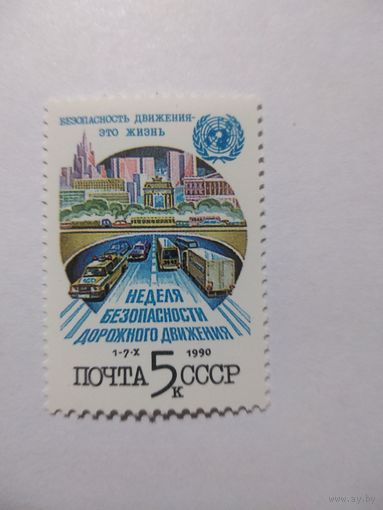 БЕЗОПАСНОСТЬ ДВИЖЕНИЯ-
ЭТО ЖИЗНЬ
НЕДЕЛЯ
БЕЗОПАСНОСТИ
ДОРОЖНОГО ДВИЖЕНИЯ
1-7-X 1990
ПОЧТА 5 К СССР
www.ay.by